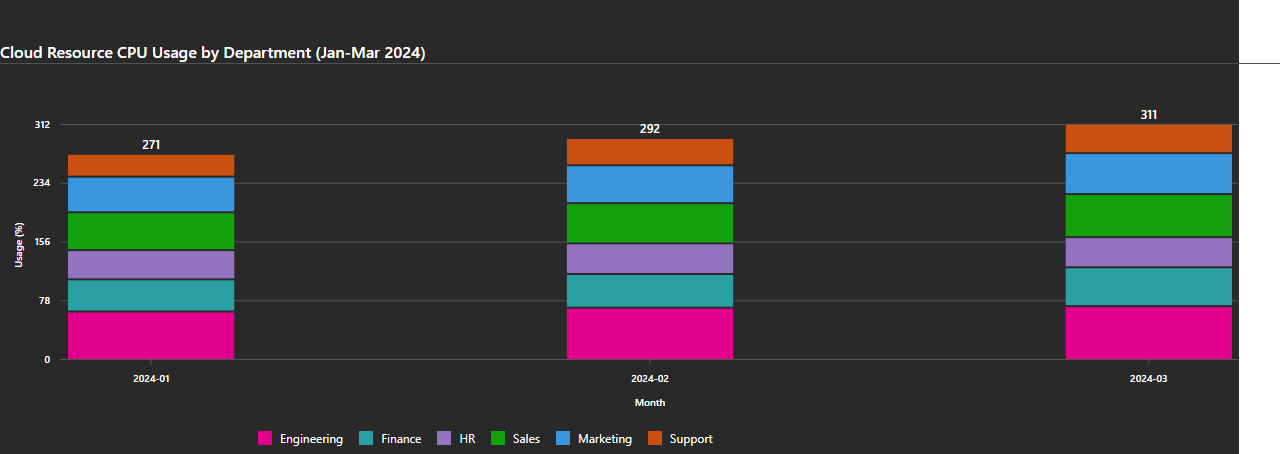 Cloud Resource CPU Usage by Department (Jan-Mar 2024)
311
312
292
271
234
156
78
0
Usage (%)
2024-01 2024-02 2024-03
Month
Engineering Finance HR Sales Marketing Support